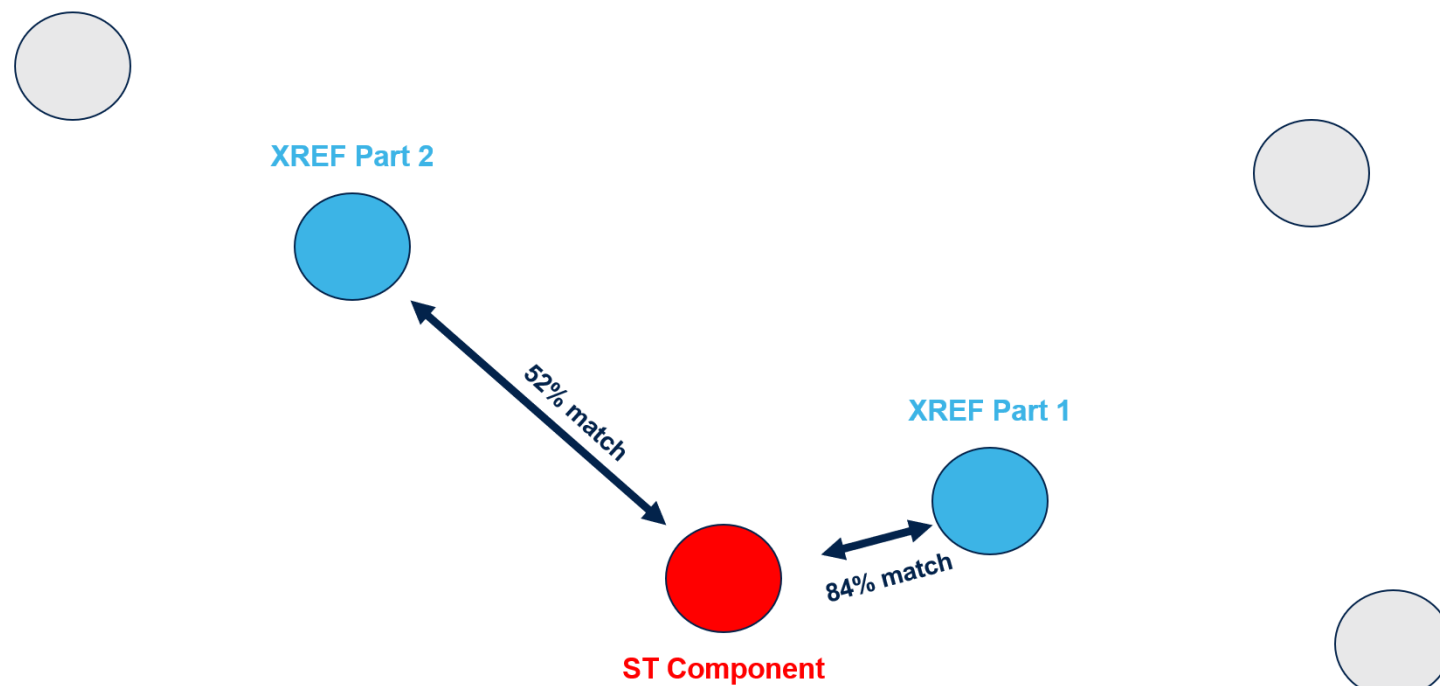 XREF Part 2
52% match
XREF Part 1
84% match
ST Component